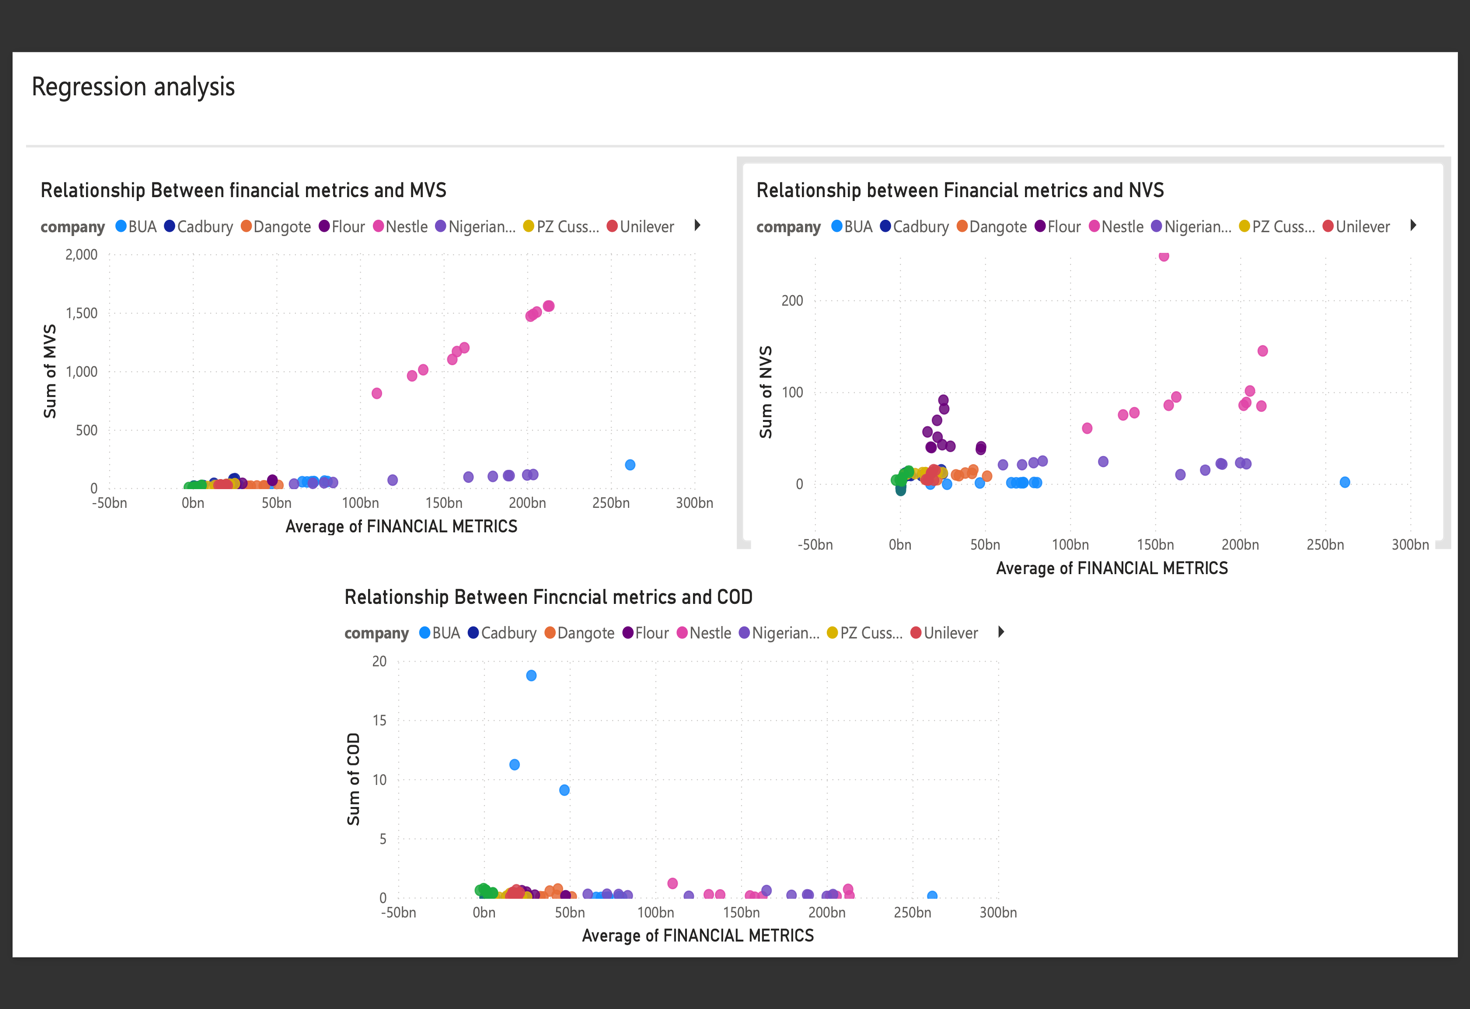 Regression analysis
Relationship Between financial metrics and MVS
company BUA Cadbury Dangote Flour Nestle Nigerian... PZ Cuss... Unilever
2,000
1,500
1,000
500
0
Sum of MVS
-50bn 0bn 50bn 100bn 150bn 200bn 250bn 300bn
Average of FINANCIAL METRICS
Relationship between Financial metrics and NVS
company BUA Cadbury Dangote Flour Nestle Nigerian... PZ Cuss... Unilever
200
100
0
Sum of NVS
-50bn 0bn 50bn 100bn 150bn 200bn 250bn 300bn
Average of FINANCIAL METRICS
Relationship Between Fincncial metrics and COD
company BUA Cadbury Dangote Flour Nestle Nigerian... PZ Cuss... Unilever
20
15
10
5
0
Sum of COD
-50bn 0bn 50bn 100bn 150bn 200bn 250bn 300bn
Average of FINANCIAL METRICS